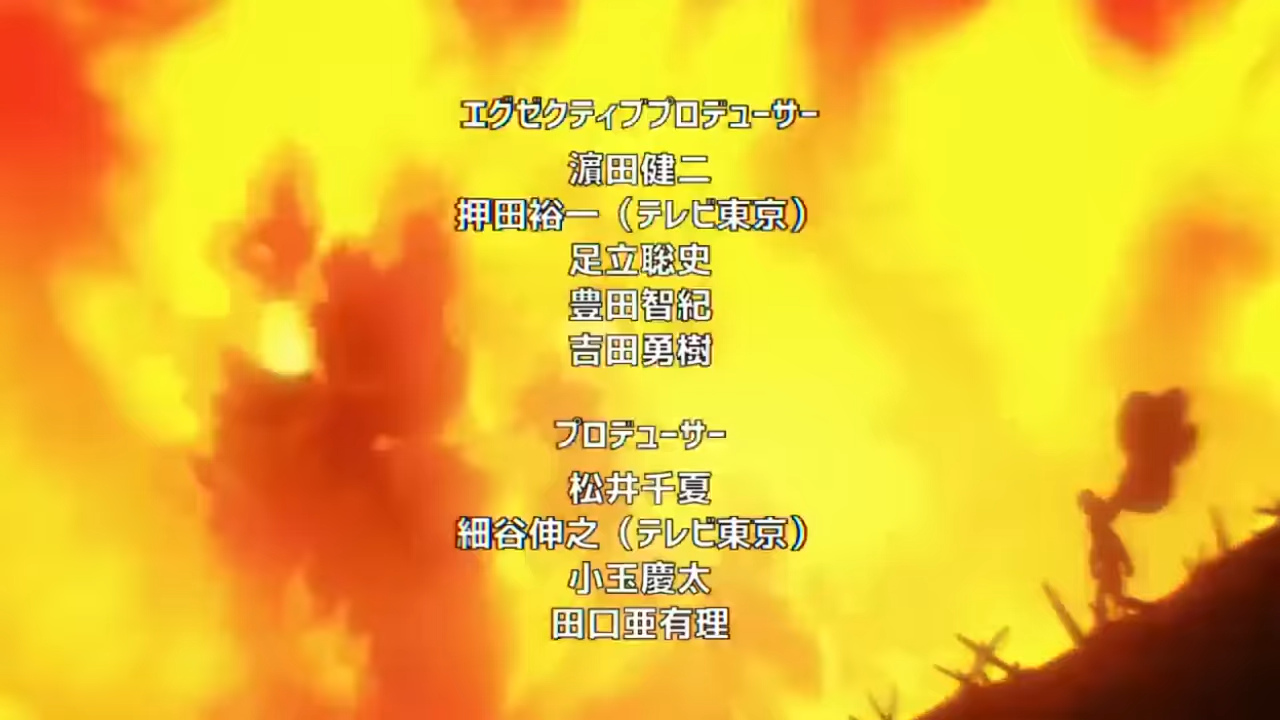 エグゼクティブプロデューサー
濵田健二
押田裕一（テレビ東京）
足立聡史
豊田智紀
吉田勇樹
プロデューサー
松井千夏
細谷伸之（テレビ東京）
小玉慶太
田口亜有理